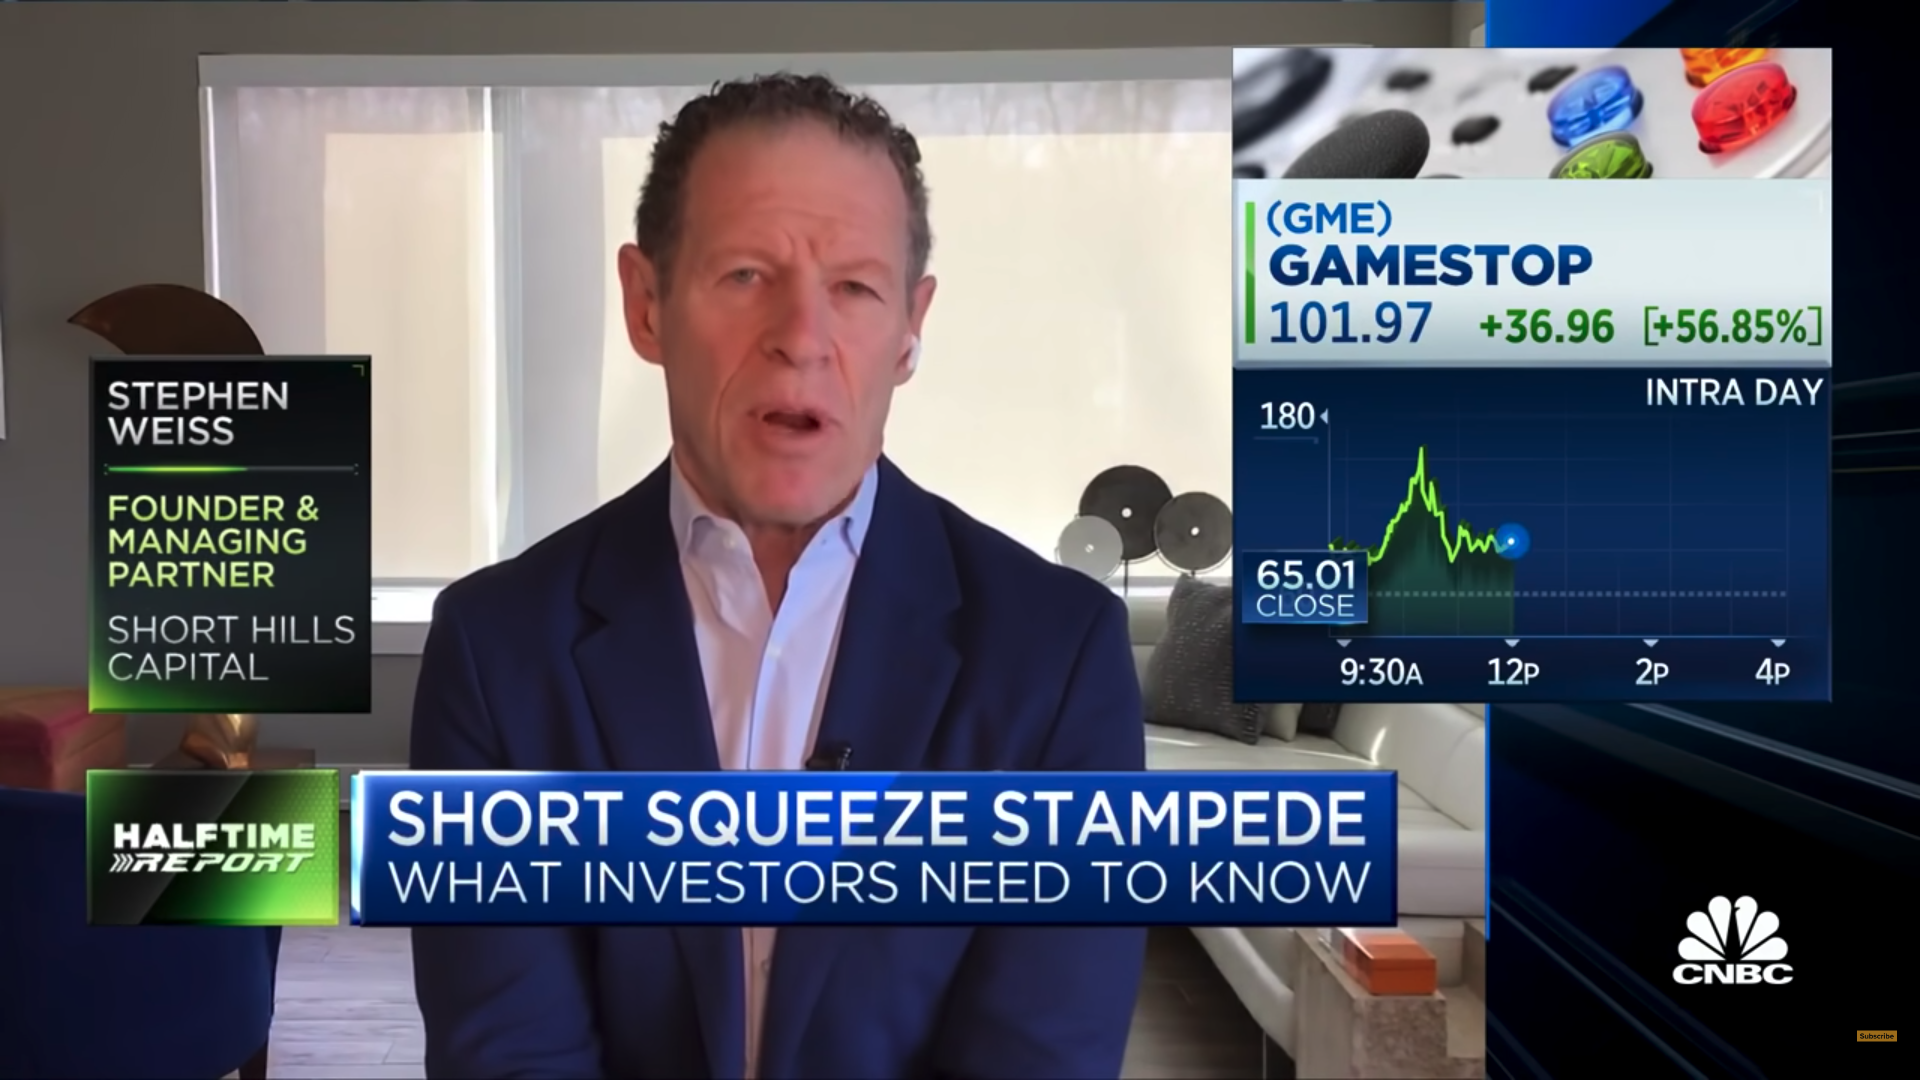 STEPHEN
WEISS
FOUNDER &
MANAGING
PARTNER
SHORT HILLS
CAPITAL
(GME)
GAMESTOP
101.97 +36.96 [+56.85%]
INTRA DAY
180
65.01
CLOSE
9:30A 12P 2P 4P
HALFTIME
REPORT
SHORT SQUEEZE STAMPEDE
WHAT INVESTORS NEED TO KNOW
CNBC
Subscribe